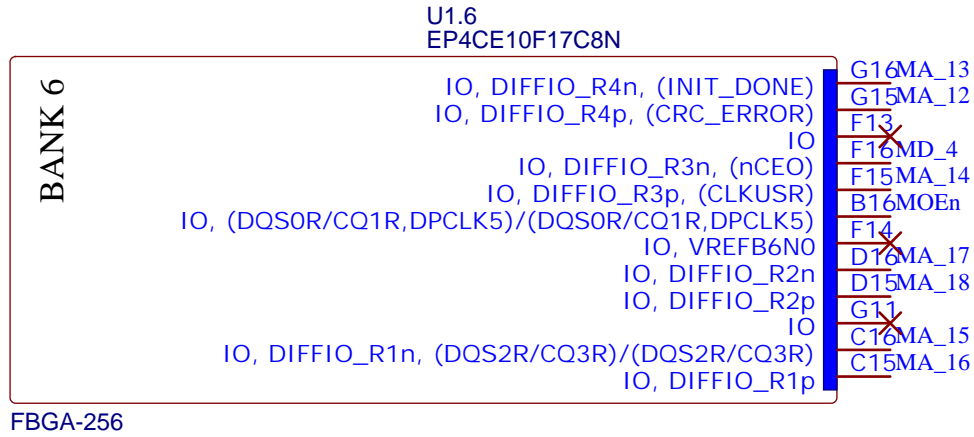 U1.6
EP4CE10F17C8N
BANK 6
IO, DIFFIO_R4n, (INIT_DONE) G16 MA_13
IO, DIFFIO_R4p, (CRC_ERROR) G15 MA_12
IO F13
IO, DIFFIO_R3n, (nCEO) F16 MD_4
IO, DIFFIO_R3p, (CLKUSR) F15 MA_14
IO, (DQS0R/CQ1R,DPCLK5)/(DQS0R/CQ1R,DPCLK5) B16 MOEn
IO, VREFB6N0 F14
IO, DIFFIO_R2n D16 MA_17
IO, DIFFIO_R2p D15 MA_18
IO G11
IO, DIFFIO_R1n, (DQS2R/CQ3R)/(DQS2R/CQ3R) C16 MA_15
IO, DIFFIO_R1p C15 MA_16
FBGA-256